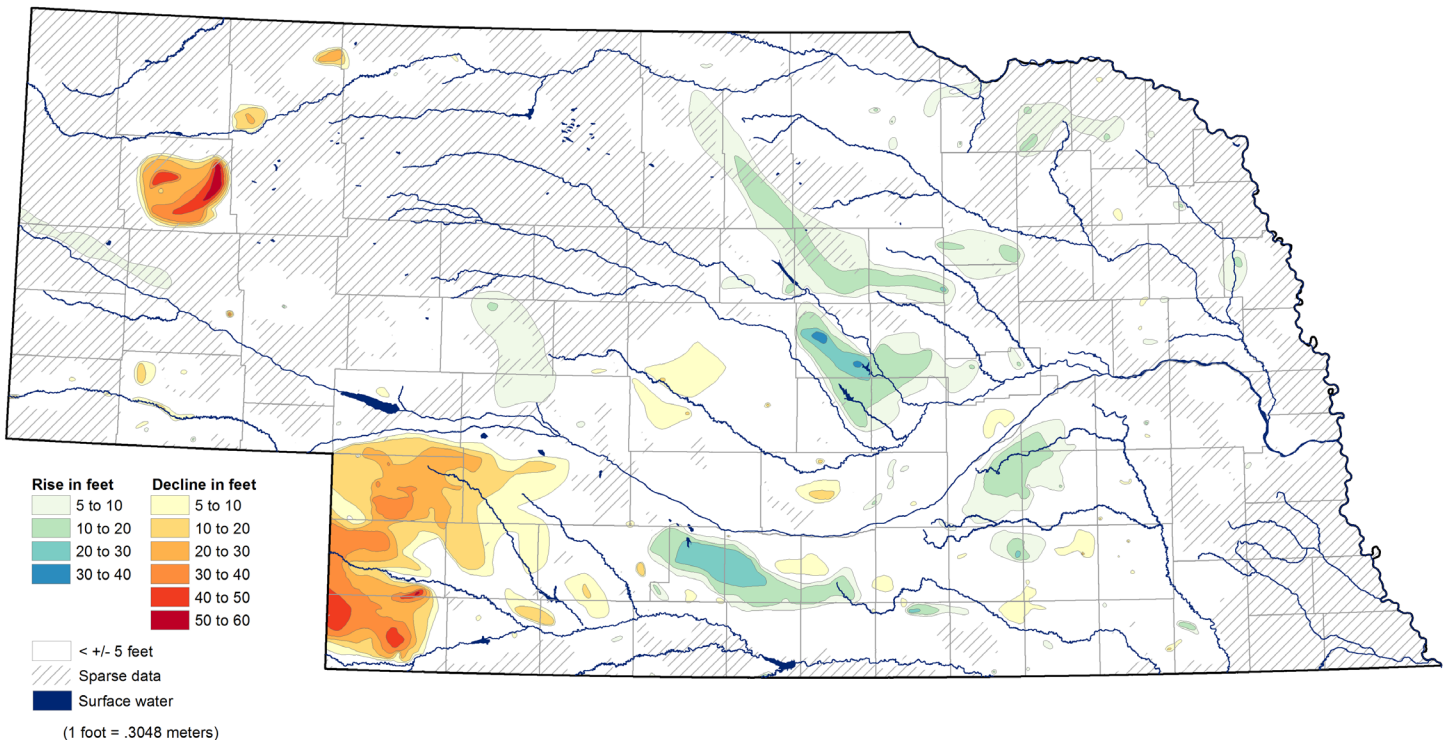 Rise in feet
5 to 10
10 to 20
20 to 30
30 to 40
Decline in feet
5 to 10
10 to 20
20 to 30
30 to 40
40 to 50
50 to 60
< +/- 5 feet
Sparse data
Surface water
(1 foot = .3048 meters)